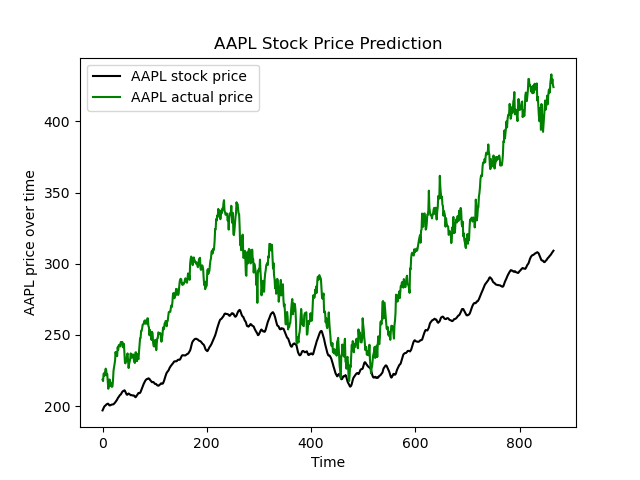 AAPL Stock Price Prediction
AAPL stock price
AAPL actual price
400
350
300
250
200
AAPL price over time
0 200 400 600 800
Time